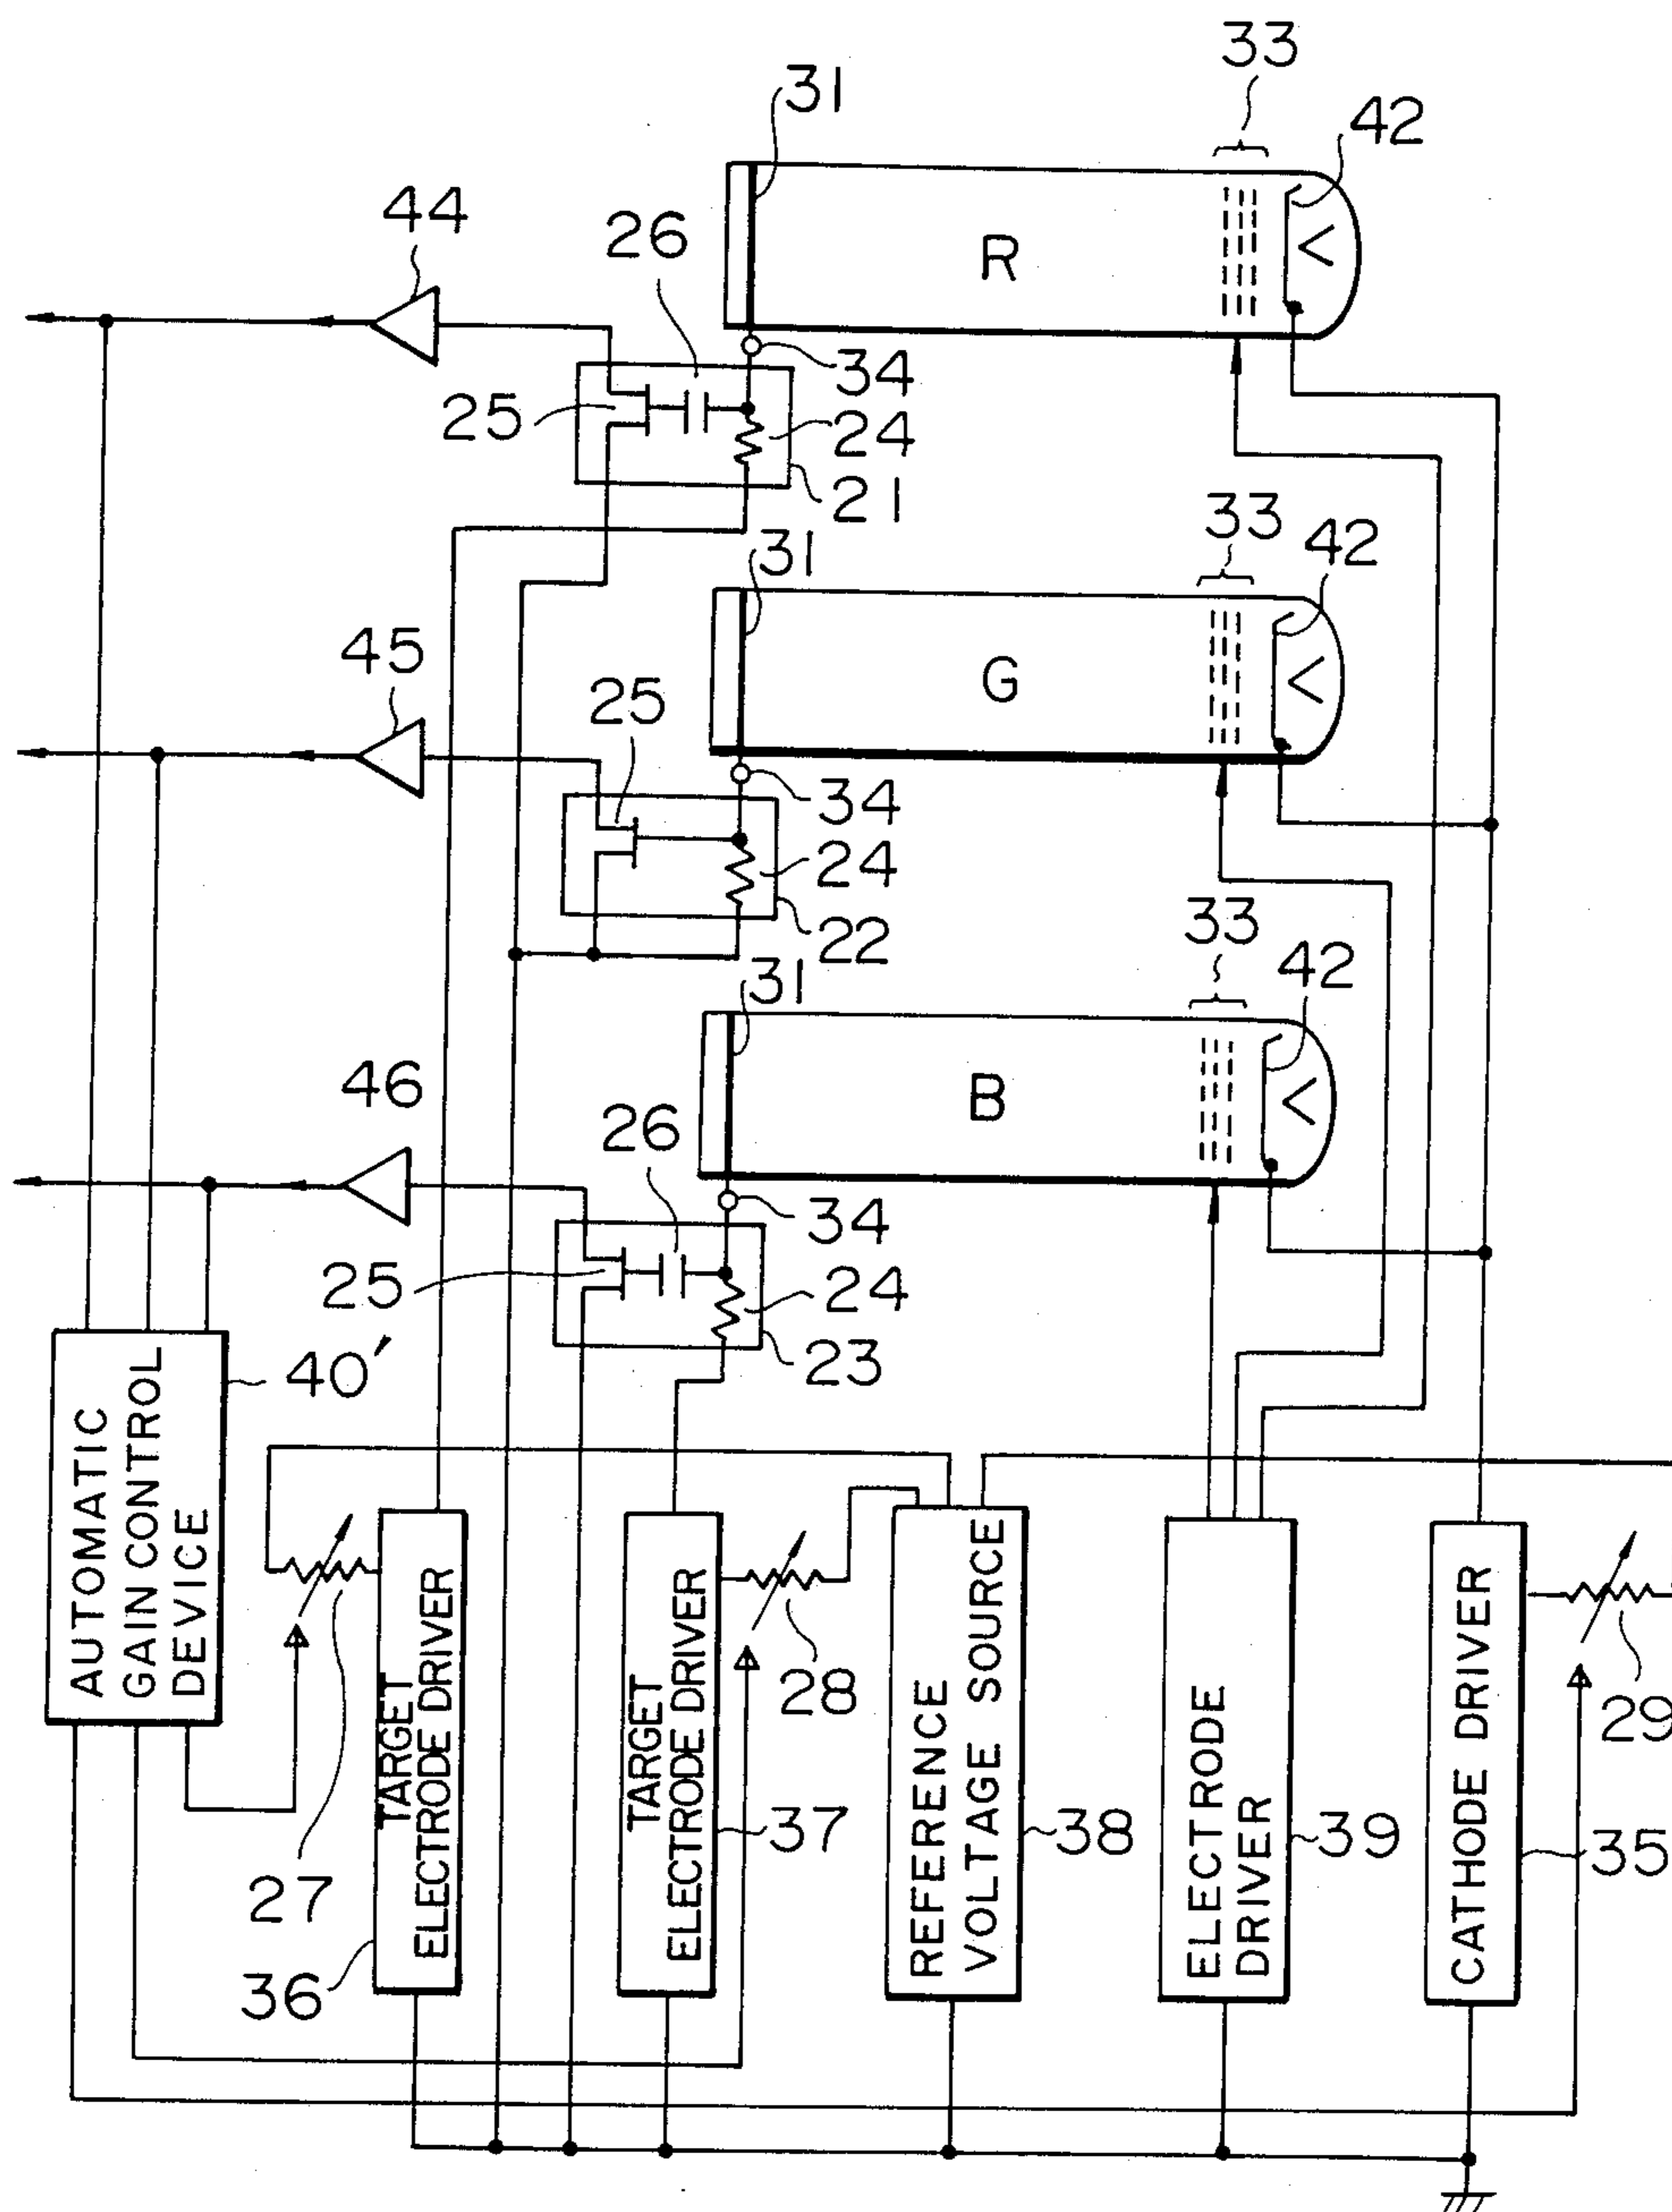 33
31
42
44
26
R
34
25
24
21
33
31
42
45
25
G
34
24
22
33
31
42
46
26
B
34
25
24
23
40'
AUTOMATIC
GAIN CONTROL
DEVICE
TARGET
ELECTRODE DRIVER
TARGET
ELECTRODE DRIVER
REFERENCE
VOLTAGE SOURCE
ELECTRODE
DRIVER
CATHODE DRIVER
28
29
37
38
39
35
27
36